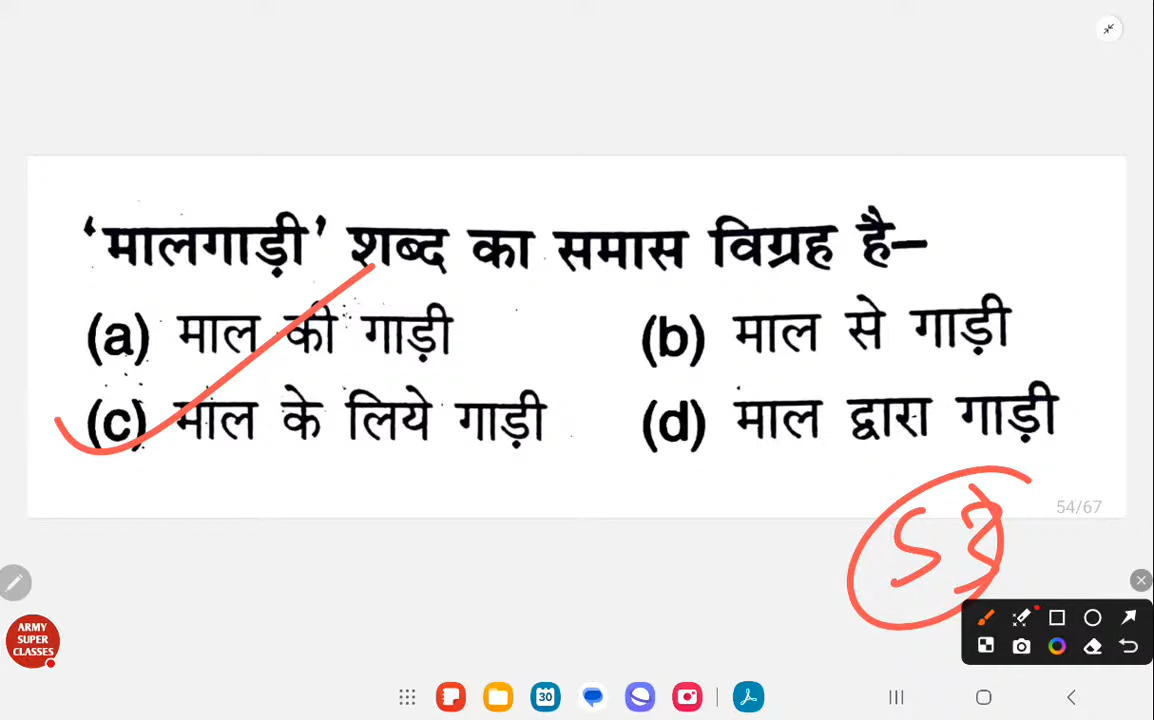 ‘मालगाड़ी’ शब्द का समास विग्रह है–
(a) माल की गाड़ी (b) माल से गाड़ी
(c) माल के लिये गाड़ी (d) माल द्वारा गाड़ी
54/67
ARMY
SUPER
CLASSES
30